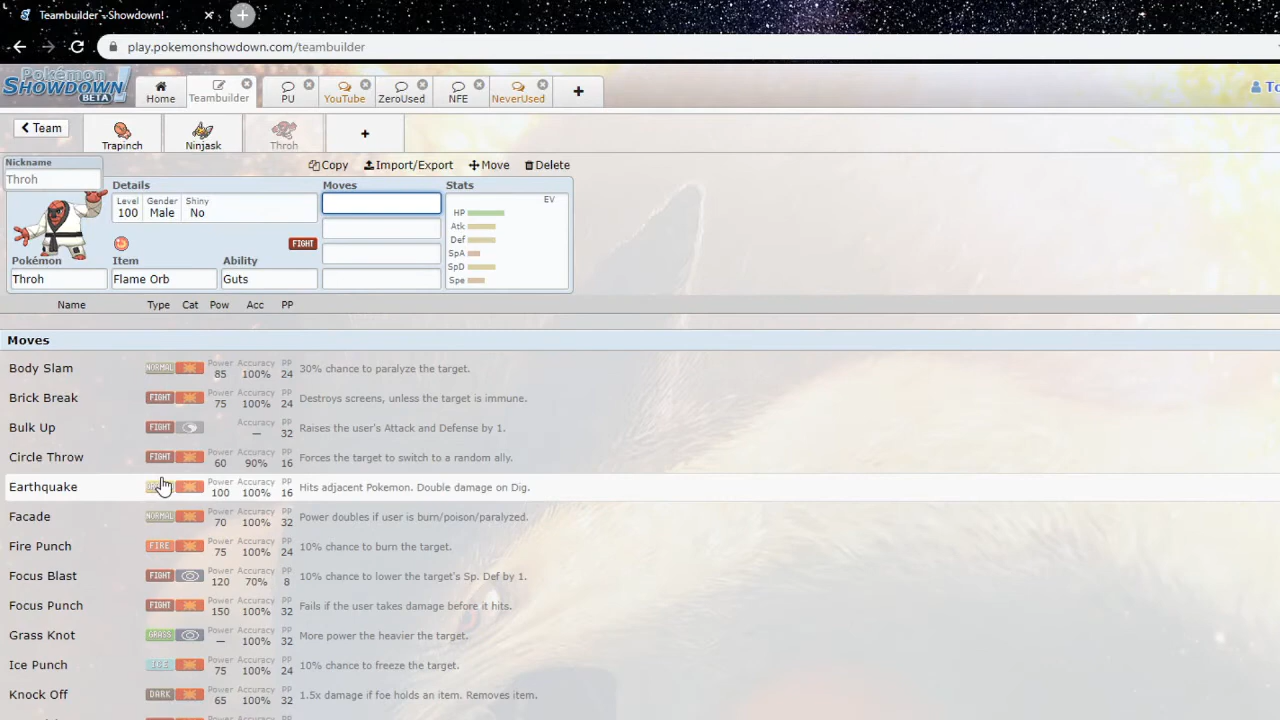 Teambuilder - Showdown!
play.pokemonshowdown.com/teambuilder
Pokémon
SHOWDOWN!
BETA
Home
Teambuilder
PU
YouTube
ZeroUsed
NFE
NeverUsed
To
Team
Trapinch
Ninjask
Throh
Copy
Import/Export
Move
Delete
Nickname
Throh
Details
Level 100
Gender Male
Shiny No
Moves
Stats
EV
HP
Atk
Def
SpA
SpD
Spe
FIGHT
Pokémon
Item
Ability
Throh
Flame Orb
Guts
Name Type Cat Pow Acc PP
Moves
Body Slam NORMAL Power 85 Accuracy 100% PP 24 30% chance to paralyze the target.
Brick Break FIGHT Power 75 Accuracy 100% PP 24 Destroys screens, unless the target is immune.
Bulk Up FIGHT Accuracy — PP 32 Raises the user's Attack and Defense by 1.
Circle Throw FIGHT Power 60 Accuracy 90% PP 16 Forces the target to switch to a random ally.
Earthquake Power 100 Accuracy 100% PP 16 Hits adjacent Pokemon. Double damage on Dig.
Facade NORMAL Power 70 Accuracy 100% PP 32 Power doubles if user is burn/poison/paralyzed.
Fire Punch FIRE Power 75 Accuracy 100% PP 24 10% chance to burn the target.
Focus Blast FIGHT Power 120 Accuracy 70% PP 8 10% chance to lower the target's Sp. Def by 1.
Focus Punch FIGHT Power 150 Accuracy 100% PP 32 Fails if the user takes damage before it hits.
Grass Knot GRASS Power — Accuracy 100% PP 32 More power the heavier the target.
Ice Punch ICE Power 75 Accuracy 100% PP 24 10% chance to freeze the target.
Knock Off DARK Power 65 Accuracy 100% PP 32 1.5x damage if foe holds an item. Removes item.